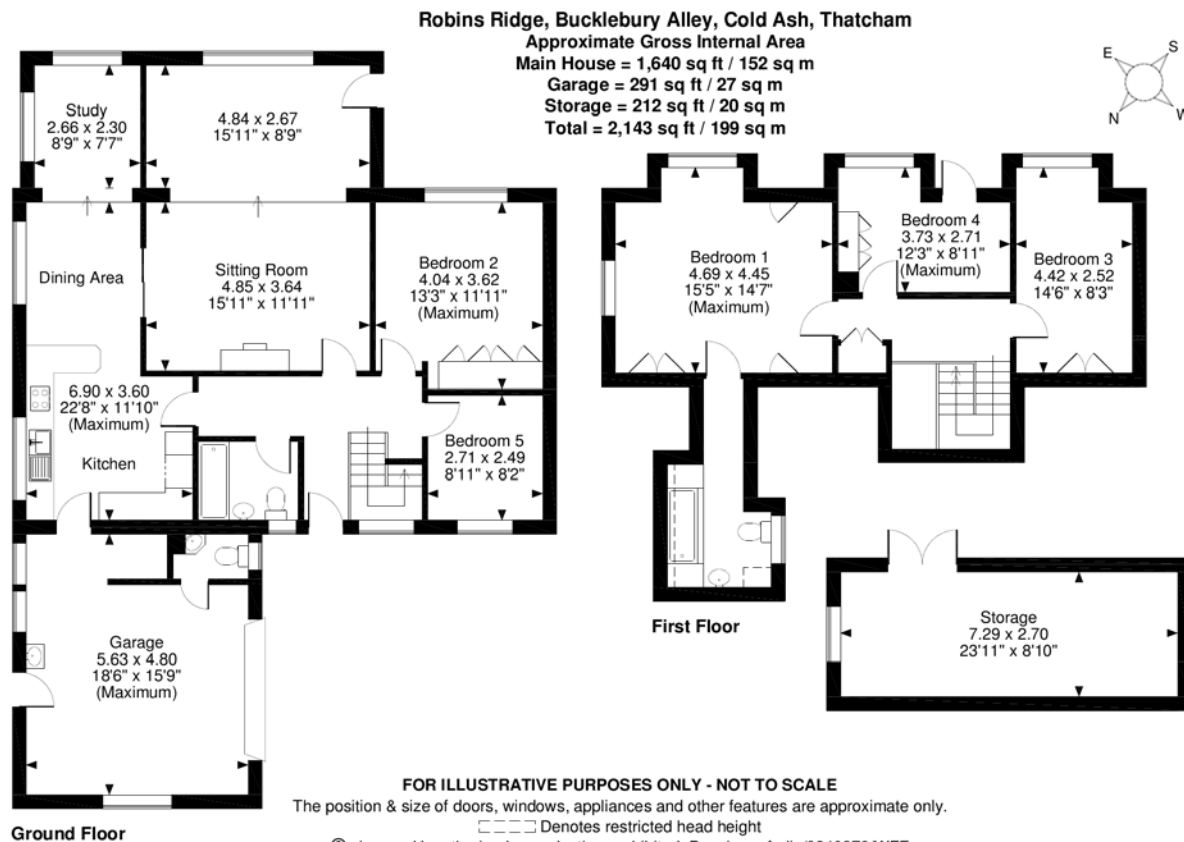 Robins Ridge, Bucklebury Alley, Cold Ash, Thatcham
Approximate Gross Internal Area
Main House = 1,640 sq ft / 152 sq m
Garage = 291 sq ft / 27 sq m
Storage = 212 sq ft / 20 sq m
Total = 2,143 sq ft / 199 sq m
E
S
N
W
Study
2.66 x 2.30
8'9" x 7'7"
4.84 x 2.67
15'11" x 8'9"
Dining Area
Sitting Room
4.85 x 3.64
15'11" x 11'11"
Bedroom 2
4.04 x 3.62
13'3" x 11'11"
(Maximum)
6.90 x 3.60
22'8" x 11'10"
(Maximum)
Kitchen
Bedroom 5
2.71 x 2.49
8'11" x 8'2"
Garage
5.63 x 4.80
18'6" x 15'9"
(Maximum)
Ground Floor
Bedroom 1
4.69 x 4.45
15'5" x 14'7"
(Maximum)
Bedroom 4
3.73 x 2.71
12'3" x 8'11"
(Maximum)
Bedroom 3
4.42 x 2.52
14'6" x 8'3"
First Floor
Storage
7.29 x 2.70
23'11" x 8'10"
FOR ILLUSTRATIVE PURPOSES ONLY - NOT TO SCALE
The position & size of doors, windows, appliances and other features are approximate only.
Denotes restricted head height